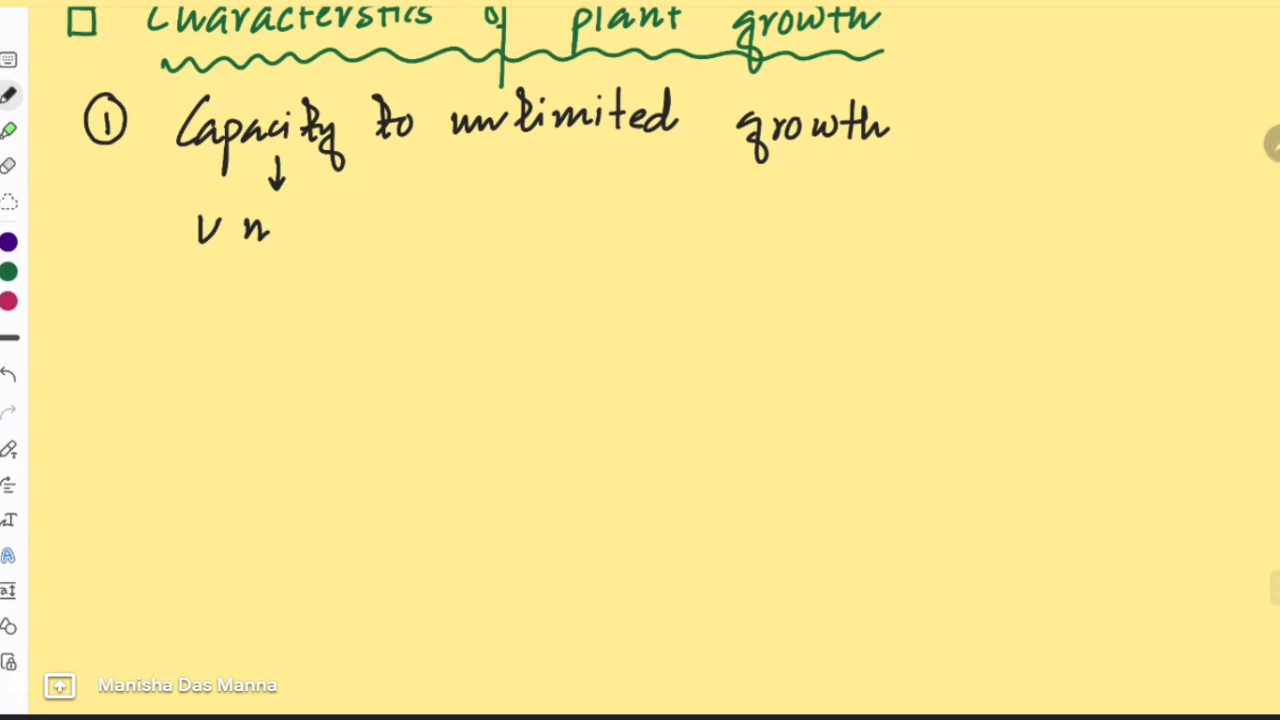 Characterstics of plant growth
① Capacity to unlimited growth
↓
Un
Manisha Das Manna